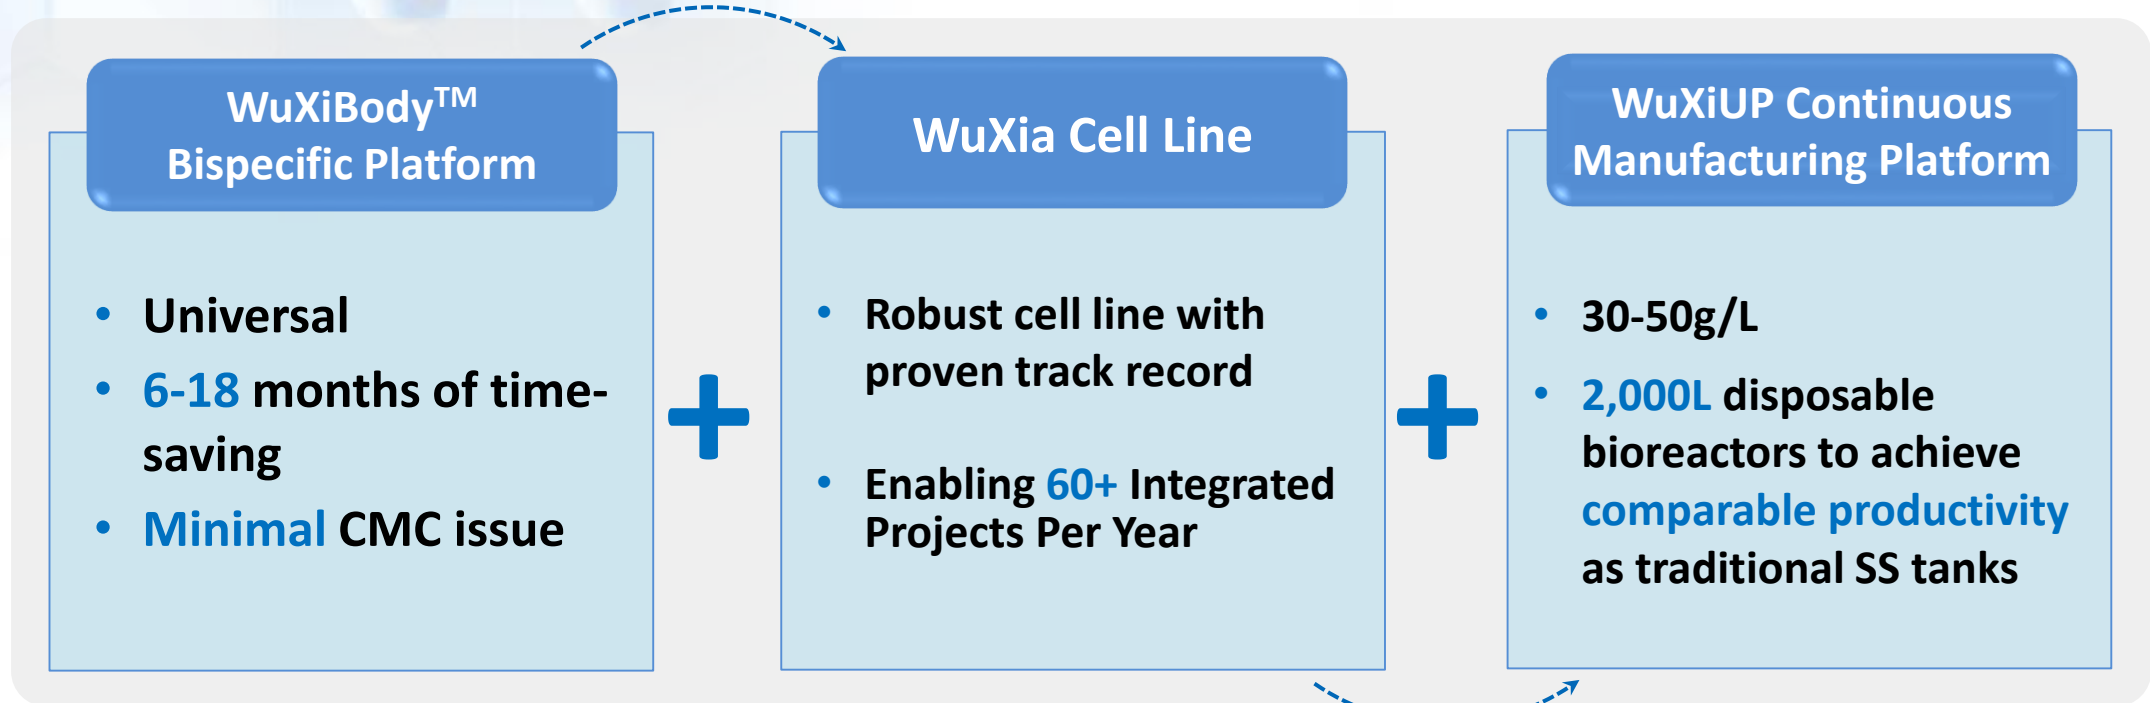 WuXiBody™
Bispecific Platform
• Universal
• 6-18 months of time-
saving
• Minimal CMC issue
+
WuXia Cell Line
• Robust cell line with
proven track record
• Enabling 60+ Integrated
Projects Per Year
+
WuXiUP Continuous
Manufacturing Platform
• 30-50g/L
• 2,000L disposable
bioreactors to achieve
comparable productivity
as traditional SS tanks